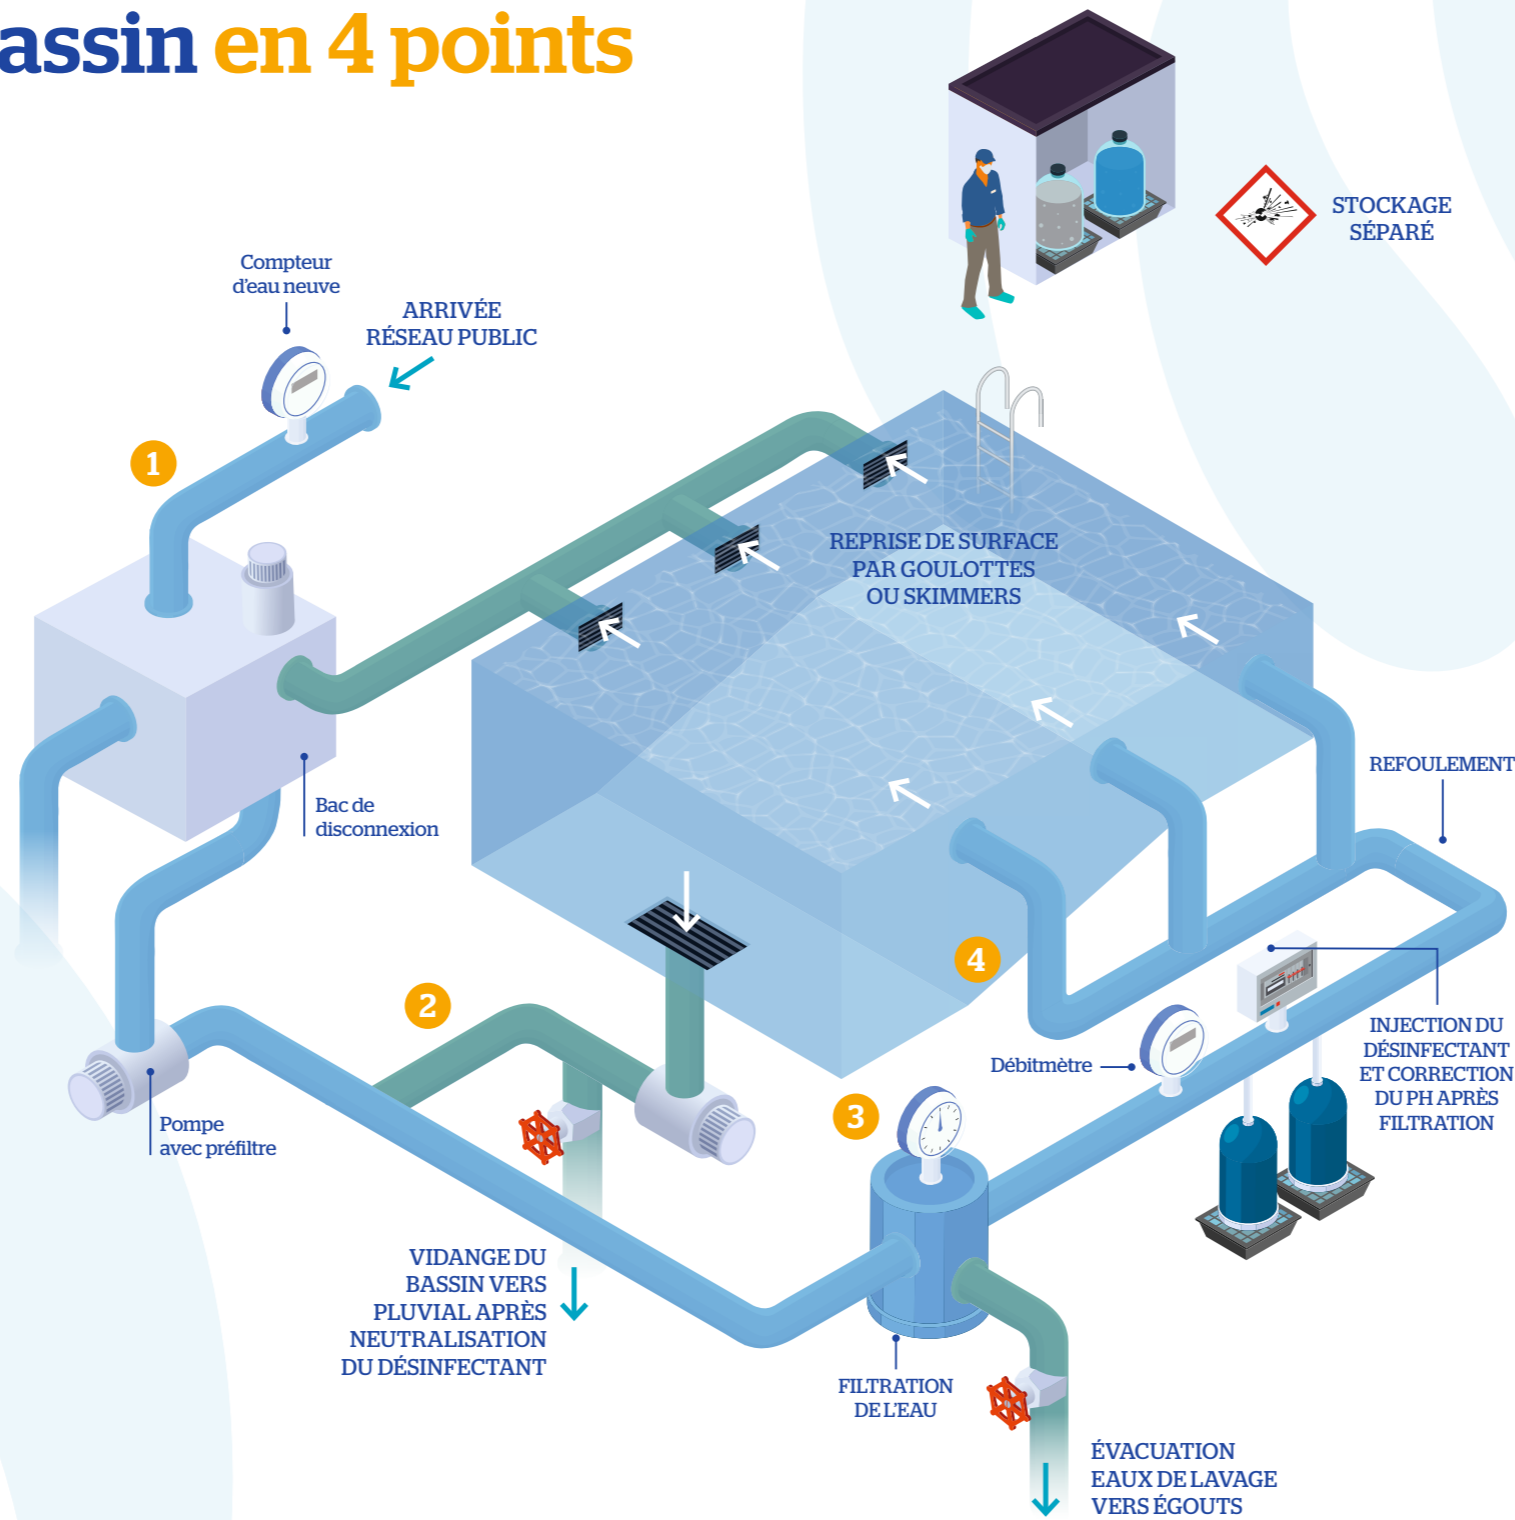 assin en 4 points
STOCKAGE
SÉPARÉ
Compteur
d'eau neuve
ARRIVÉE
RÉSEAU PUBLIC
1
REPRISE DE SURFACE
PAR GOULOTTES
OU SKIMMERS
REFOULEMENT
Bac de
disconnexion
4
2
INJECTION DU
DÉSINFECTANT
ET CORRECTION
DU PH APRÈS
FILTRATION
Débitmètre
3
Pompe
avec préfiltre
VIDANGE DU
BASSIN VERS
PLUVIAL APRÈS
NEUTRALISATION
DU DÉSINFECTANT
FILTRATION
DE L'EAU
ÉVACUATION
EAUX DE LAVAGE
VERS ÉGOUTS